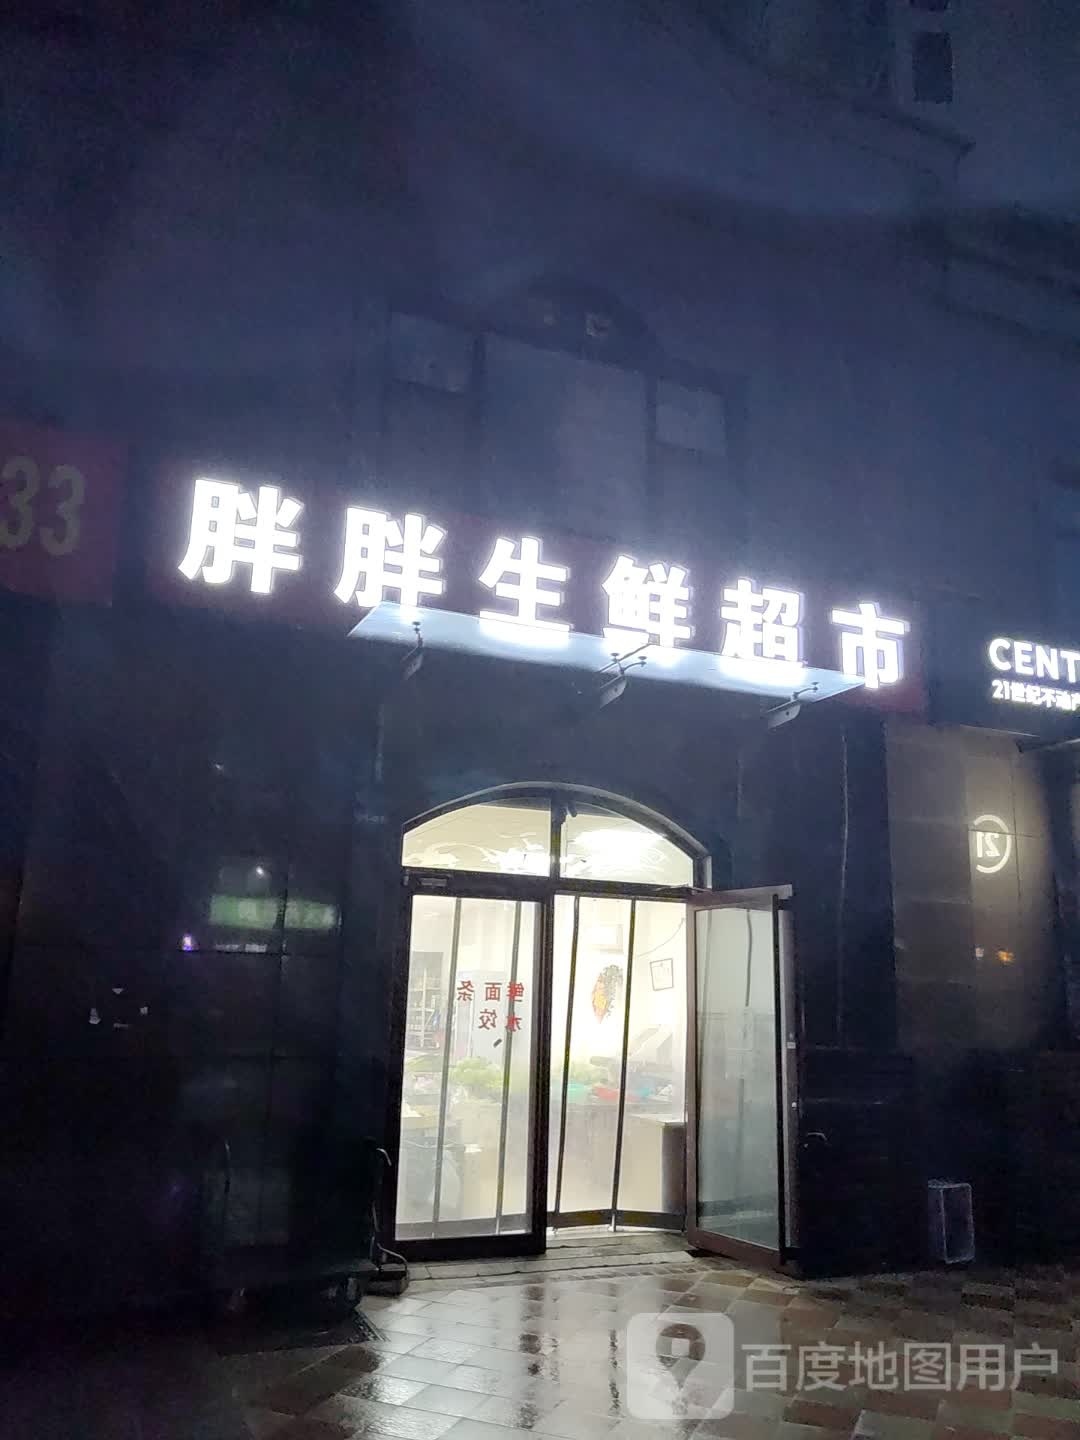 33
胖胖生鲜超市
CENT
21世纪不动产
21
鲜面条
水饺
百度地图用户